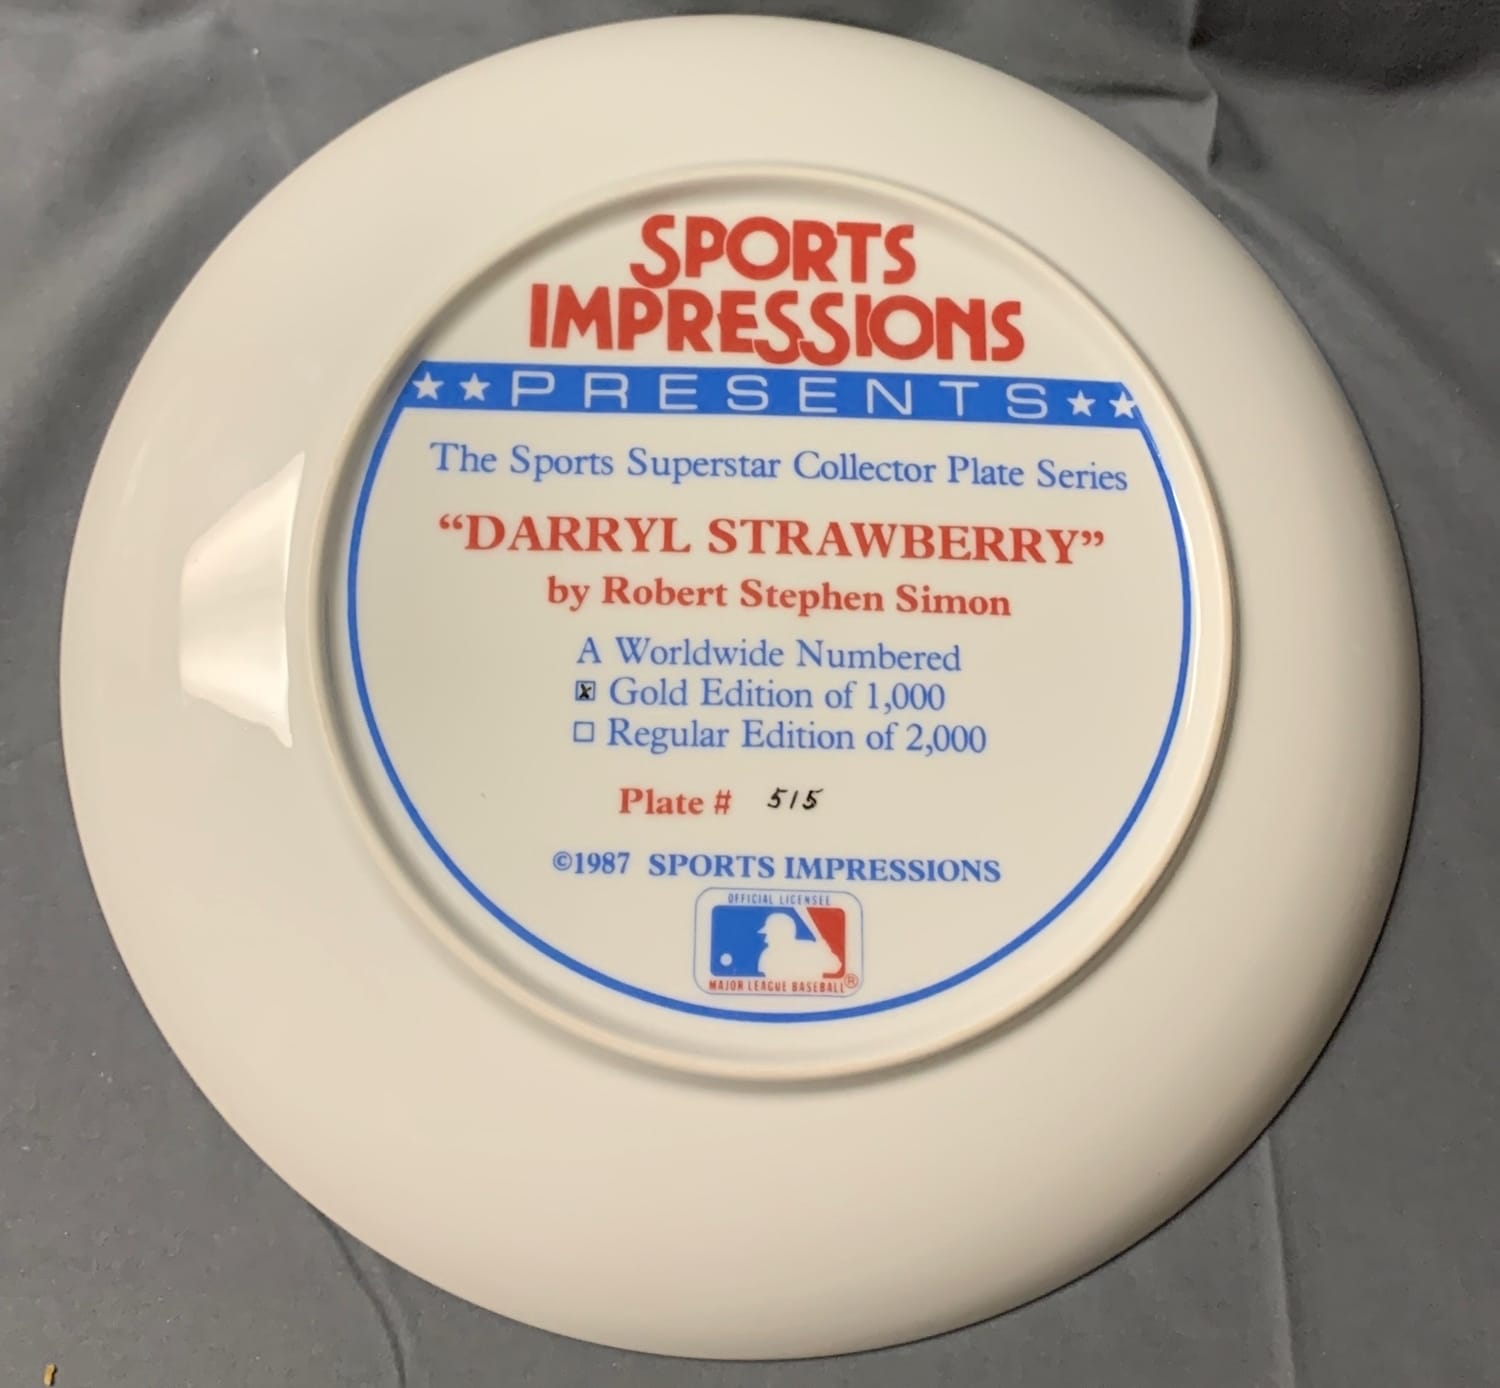 SPORTS
IMPRESSIONS
★★ PRESENTS ★★
The Sports Superstar Collector Plate Series
“DARRYL STRAWBERRY”
by Robert Stephen Simon
A Worldwide Numbered
☒ Gold Edition of 1,000
☐ Regular Edition of 2,000
Plate # 515
©1987 SPORTS IMPRESSIONS
OFFICIAL LICENSEE
MAJOR LEAGUE BASEBALL®